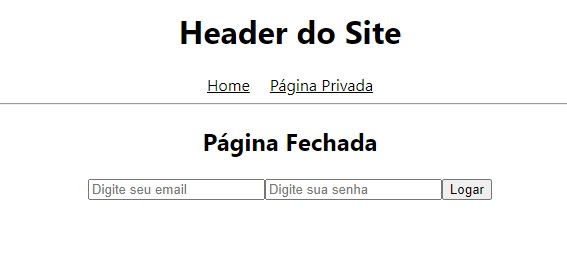 Header do Site
Home Página Privada
Página Fechada
Digite seu email Digite sua senha Logar